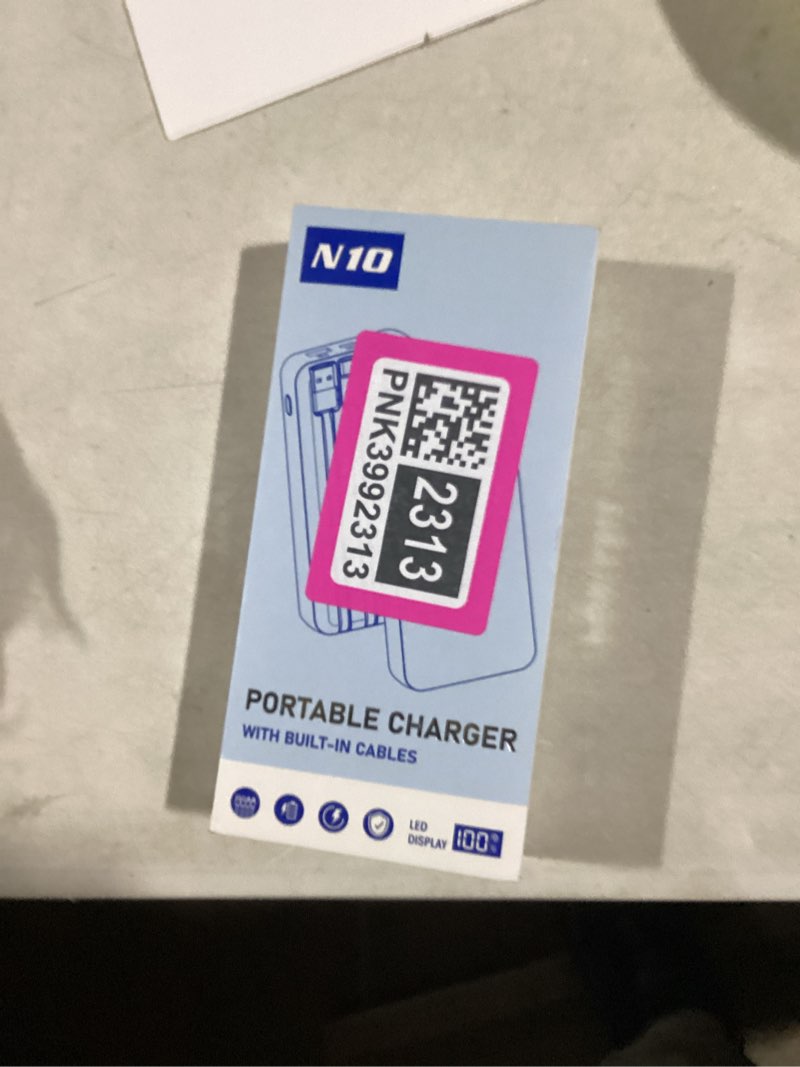 N10
PNK3992313
2313
PORTABLE CHARGER
WITH BUILT-IN CABLES
LED
DISPLAY
100%